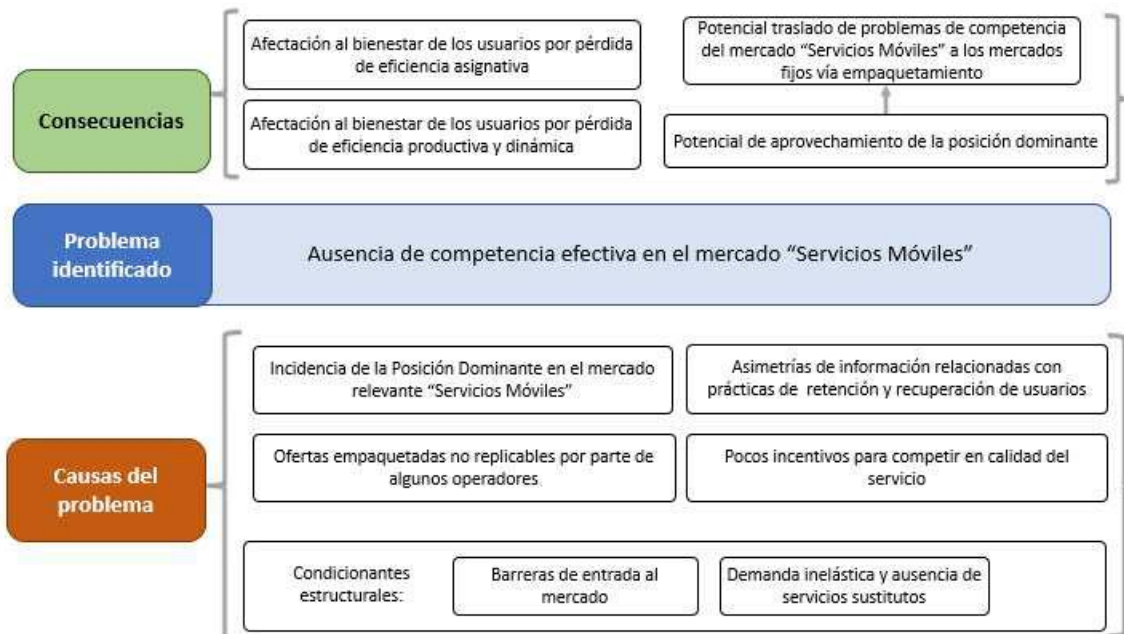 Consecuencias
Afectación al bienestar de los usuarios por pérdida
de eficiencia asignativa
Afectación al bienestar de los usuarios por pérdida
de eficiencia productiva y dinámica
Potencial traslado de problemas de competencia
del mercado “Servicios Móviles” a los mercados
fijos vía empaquetamiento
Potencial de aprovechamiento de la posición dominante
Problema
identificado
Ausencia de competencia efectiva en el mercado “Servicios Móviles”
Causas del
problema
Incidencia de la Posición Dominante en el mercado
relevante “Servicios Móviles”
Asimetrías de información relacionadas con
prácticas de retención y recuperación de usuarios
Ofertas empaquetadas no replicables por parte de
algunos operadores
Pocos incentivos para competir en calidad del
servicio
Condicionantes
estructurales:
Barreras de entrada al
mercado
Demanda inelástica y ausencia de
servicios sustitutos